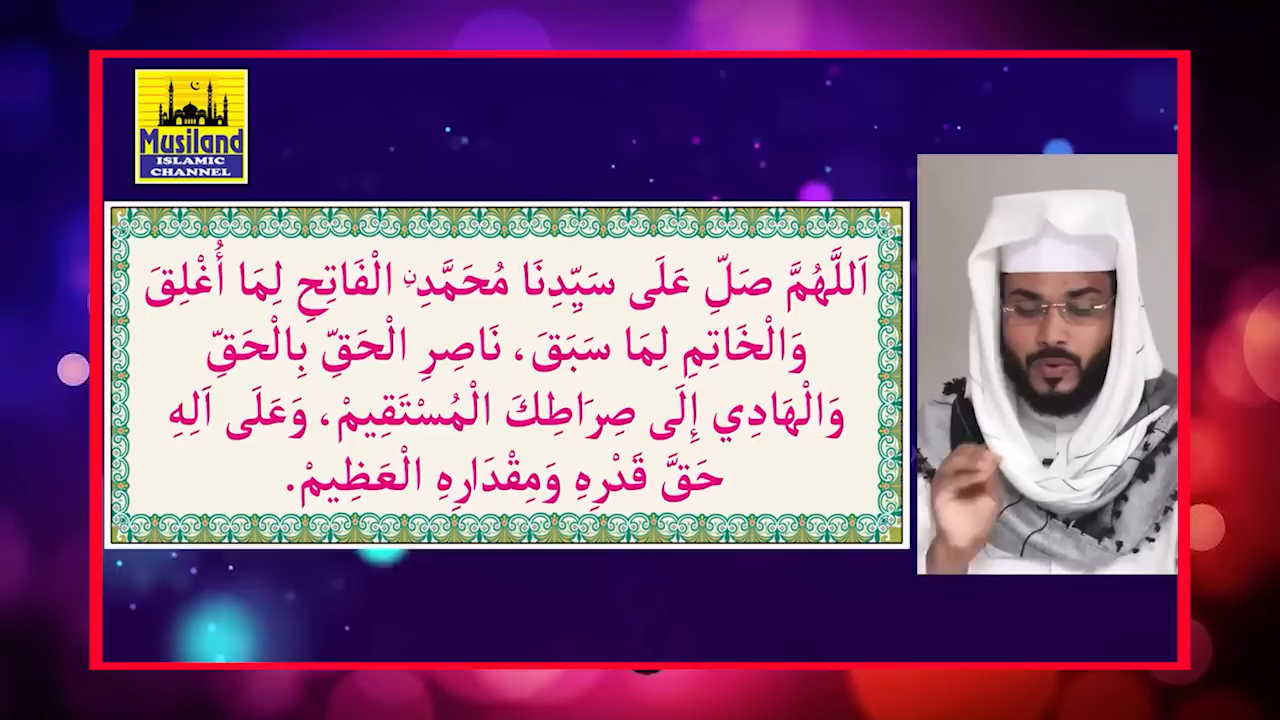 Musiland
ISLAMIC
CHANNEL
اَللَّهُمَّ صَلِّ عَلَى سَيِّدِنَا مُحَمَّدِنِ الْفَاتِحِ لِمَا أُغْلِقَ
وَالْخَاتِمِ لِمَا سَبَقَ، نَاصِرِ الْحَقِّ بِالْحَقِّ
وَالْهَادِي إِلَى صِرَاطِكَ الْمُسْتَقِيمْ، وَعَلَى اَلِهِ
حَقَّ قَدْرِهِ وَمِقْدَارِهِ الْعَظِيمْ.